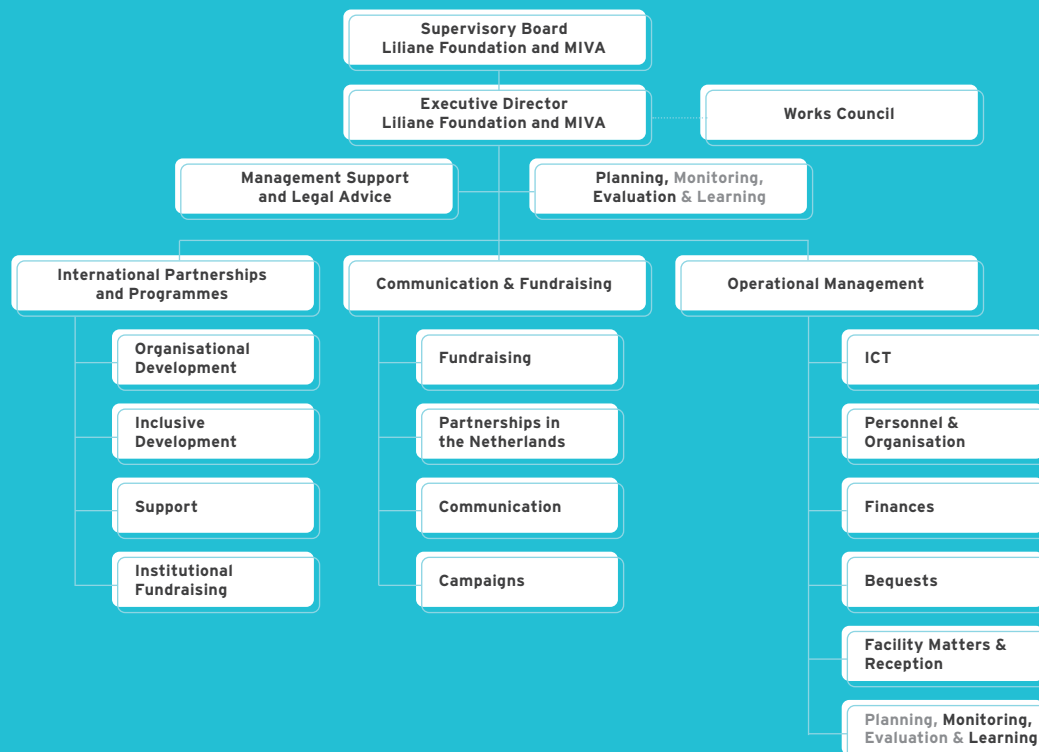 Supervisory Board
Liliane Foundation and MIVA
Executive Director
Liliane Foundation and MIVA
Works Council
Management Support
and Legal Advice
Planning, Monitoring,
Evaluation & Learning
International Partnerships
and Programmes
Communication & Fundraising
Operational Management
Organisational
Development
Inclusive
Development
Support
Institutional
Fundraising
Fundraising
Partnerships in
the Netherlands
Communication
Campaigns
ICT
Personnel &
Organisation
Finances
Bequests
Facility Matters &
Reception
Planning, Monitoring,
Evaluation & Learning